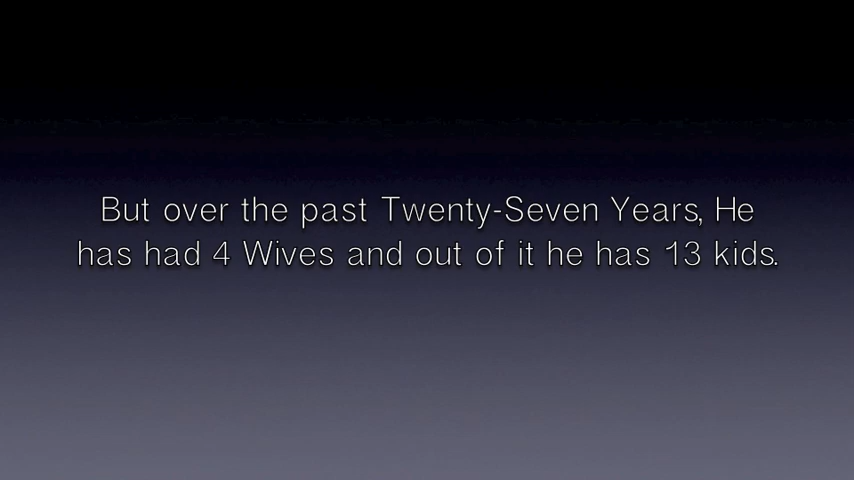 But over the past Twenty-Seven Years, He
has had 4 Wives and out of it he has 13 kids.